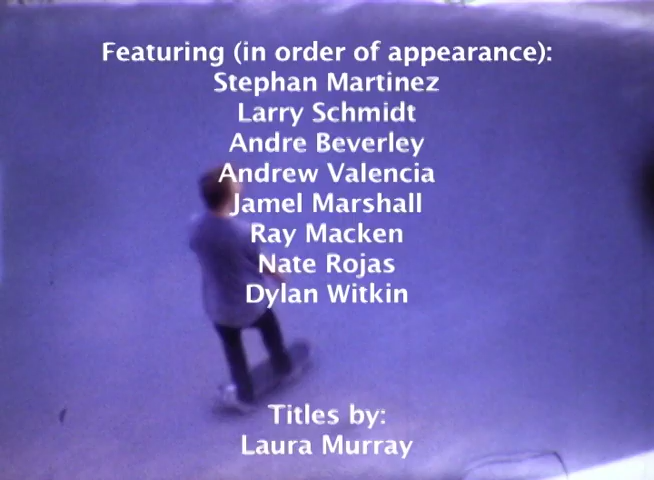 Featuring (in order of appearance):
Stephan Martinez
Larry Schmidt
Andre Beverley
Andrew Valencia
Jamel Marshall
Ray Macken
Nate Rojas
Dylan Witkin
Titles by:
Laura Murray